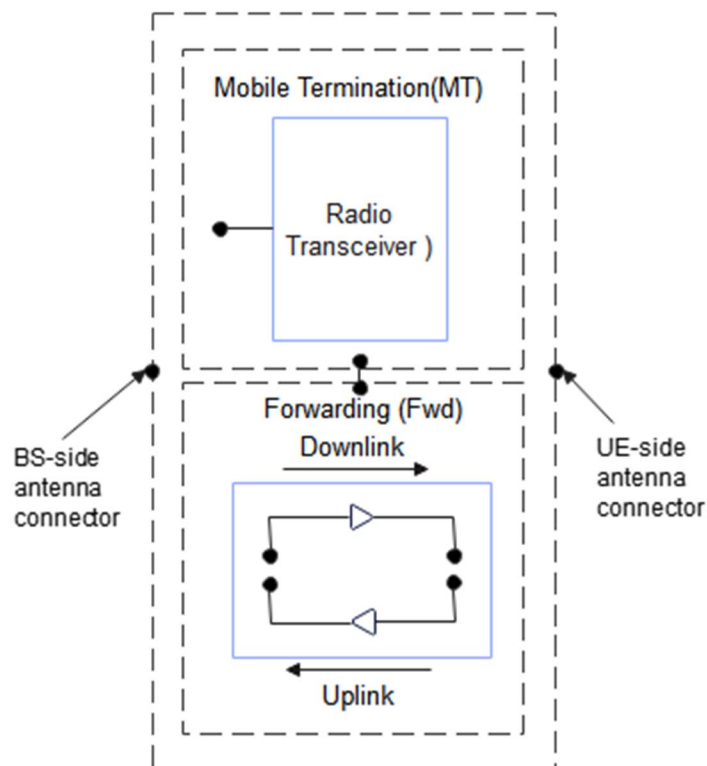 Mobile Termination(MT)
Radio
Transceiver )
BS-side
antenna
connector
UE-side
antenna
connector
Forwarding (Fwd)
Downlink
Uplink